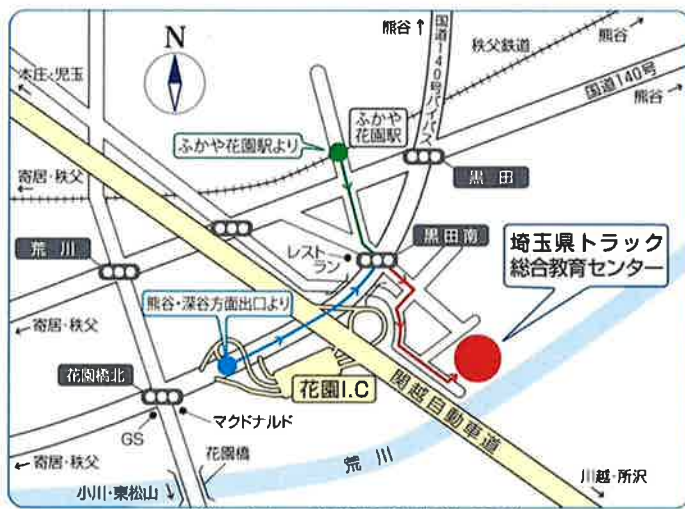 熊谷↑
秩父鉄道
熊谷
N
国道140号バイパス
国道140号
熊谷
本庄・児玉
ふかや
花園駅
ふかや花園駅より
黒田
寄居・秩父
黒田南
埼玉県トラック
総合教育センター
レスト
ラン
荒川
熊谷・深谷方面出口より
寄居・秩父
花園I.C
関越自動車道
花園橋北
マクドナルド
GS
花園橋
荒川
寄居・秩父
川越・所沢
小川・東松山